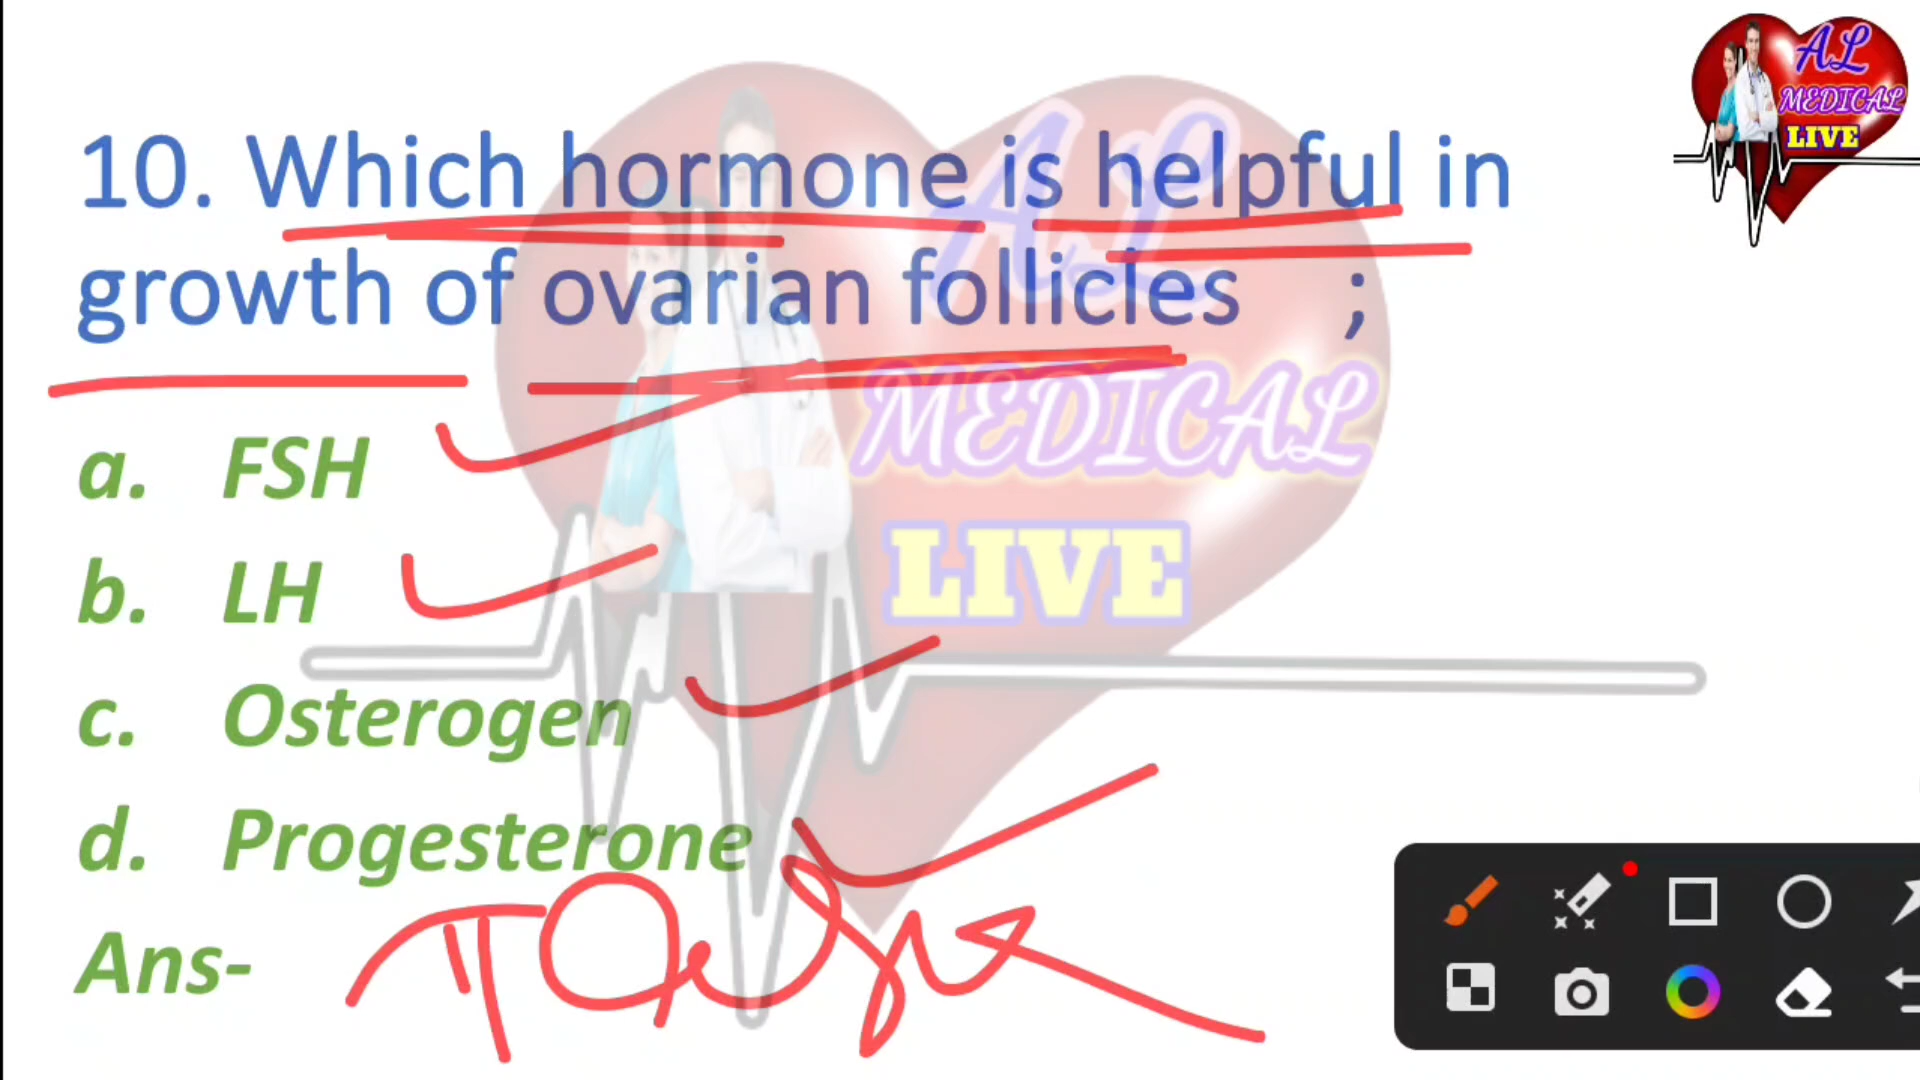 AL
MEDICAL
LIVE
10. Which hormone is helpful in
growth of ovarian follicles ;
AL
MEDICAL
LIVE
a. FSH
b. LH
c. Osterogen
d. Progesterone
Ans-